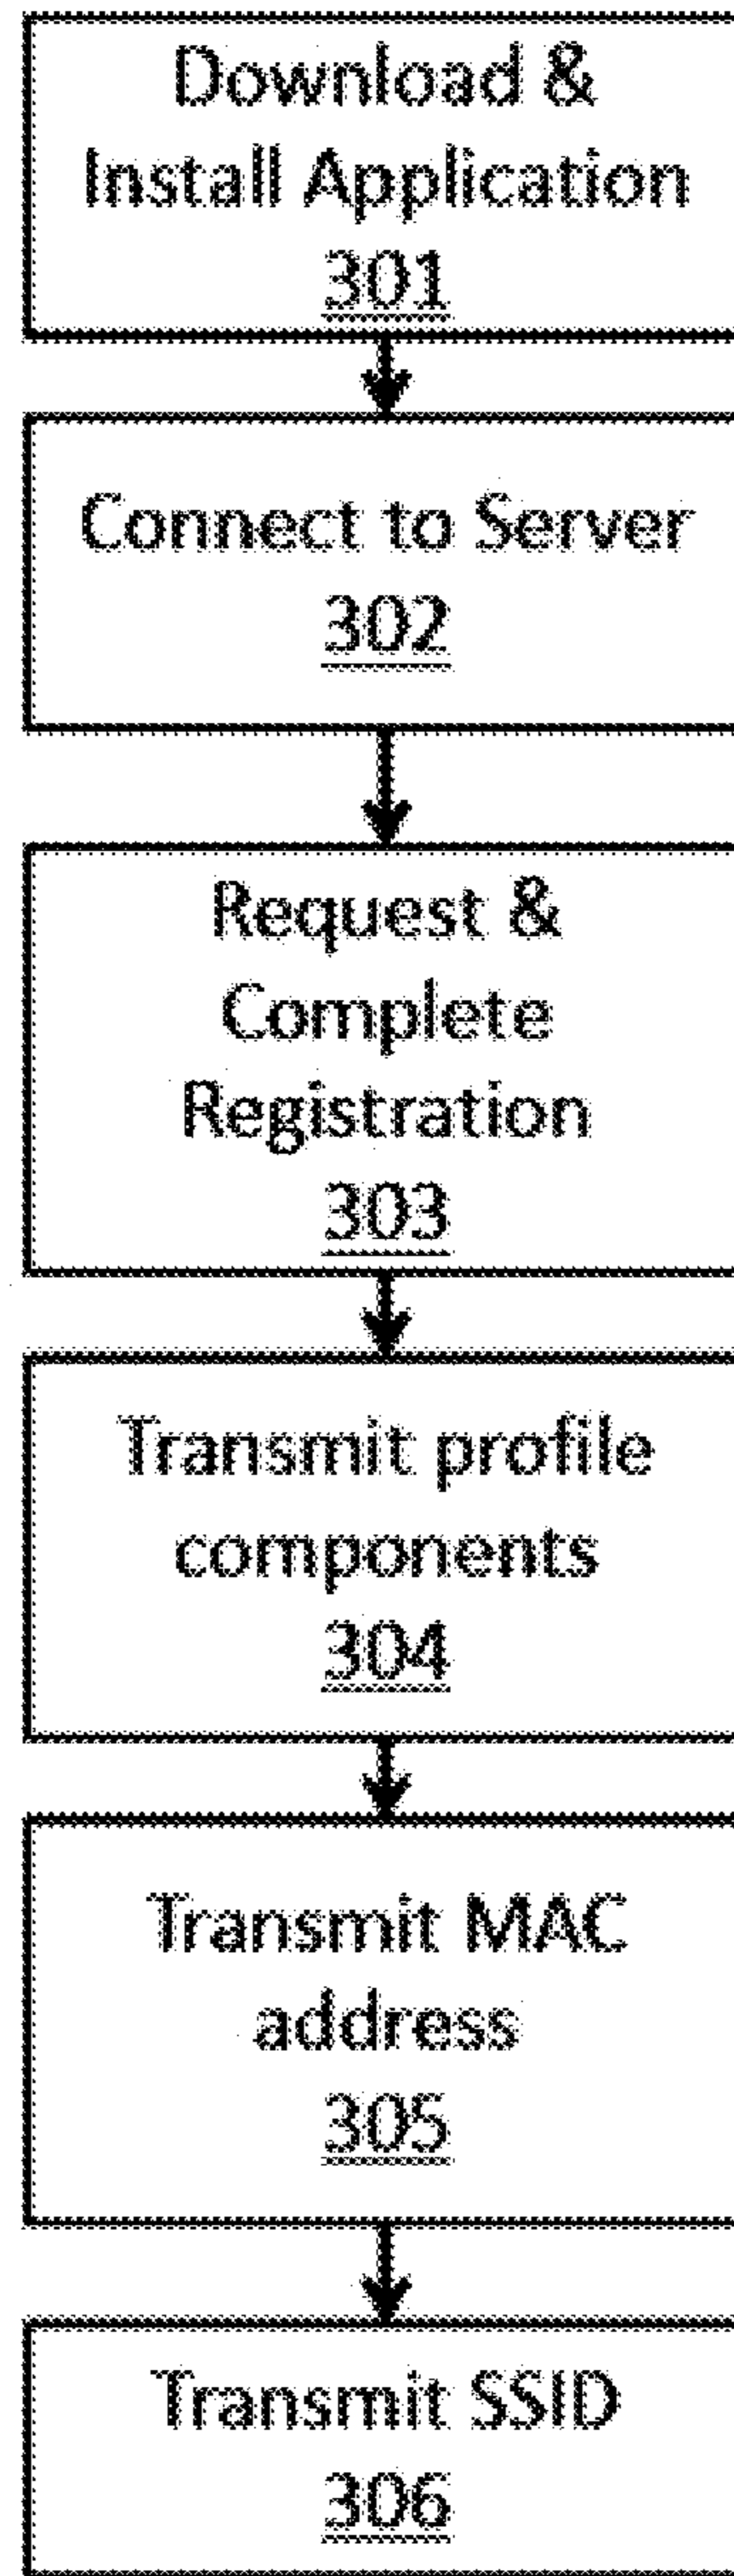 Download &
Install Application
301
Connect to Server
302
Request &
Complete
Registration
303
Transmit profile
components
304
Transmit MAC
address
305
Transmit SSID
306